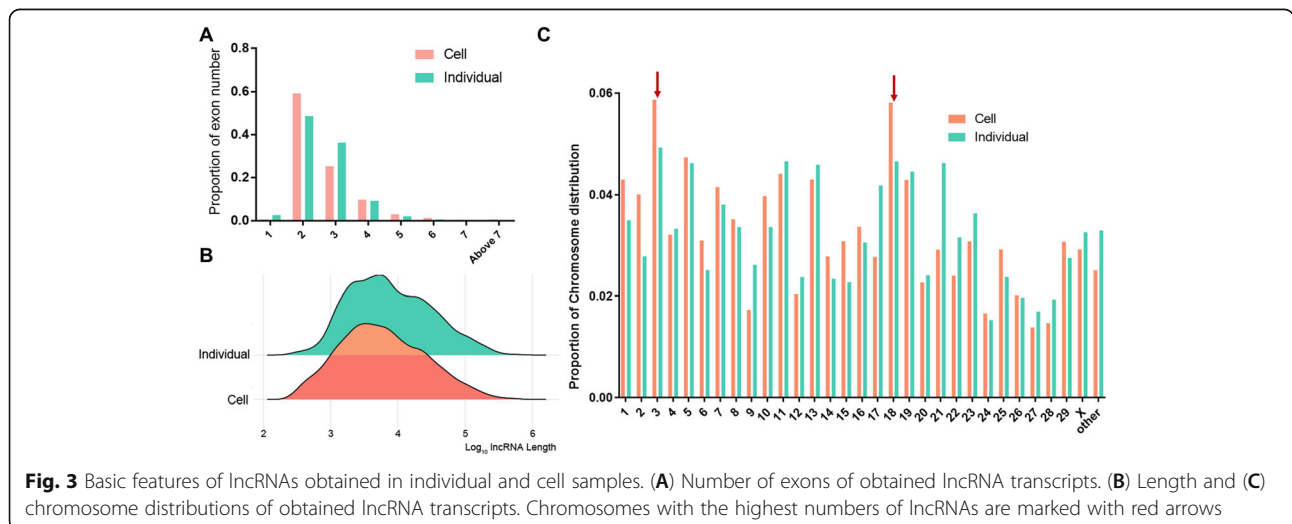 A
Proportion of exon number
0.8
0.6
0.4
0.2
0.0
Cell
Individual
1 2 3 4 5 6 7 Above 7
B
Individual
Cell
2 3 4 5 6
Log₁₀ lncRNA Length
C
Proportion of Chromosome distribution
0.06
0.04
0.02
0.00
Cell
Individual
1 2 3 4 5 6 7 8 9 10 11 12 13 14 15 16 17 18 19 20 21 22 23 24 25 26 27 28 29 X other
Fig. 3 Basic features of lncRNAs obtained in individual and cell samples. (A) Number of exons of obtained lncRNA transcripts. (B) Length and (C)
chromosome distributions of obtained lncRNA transcripts. Chromosomes with the highest numbers of lncRNAs are marked with red arrows